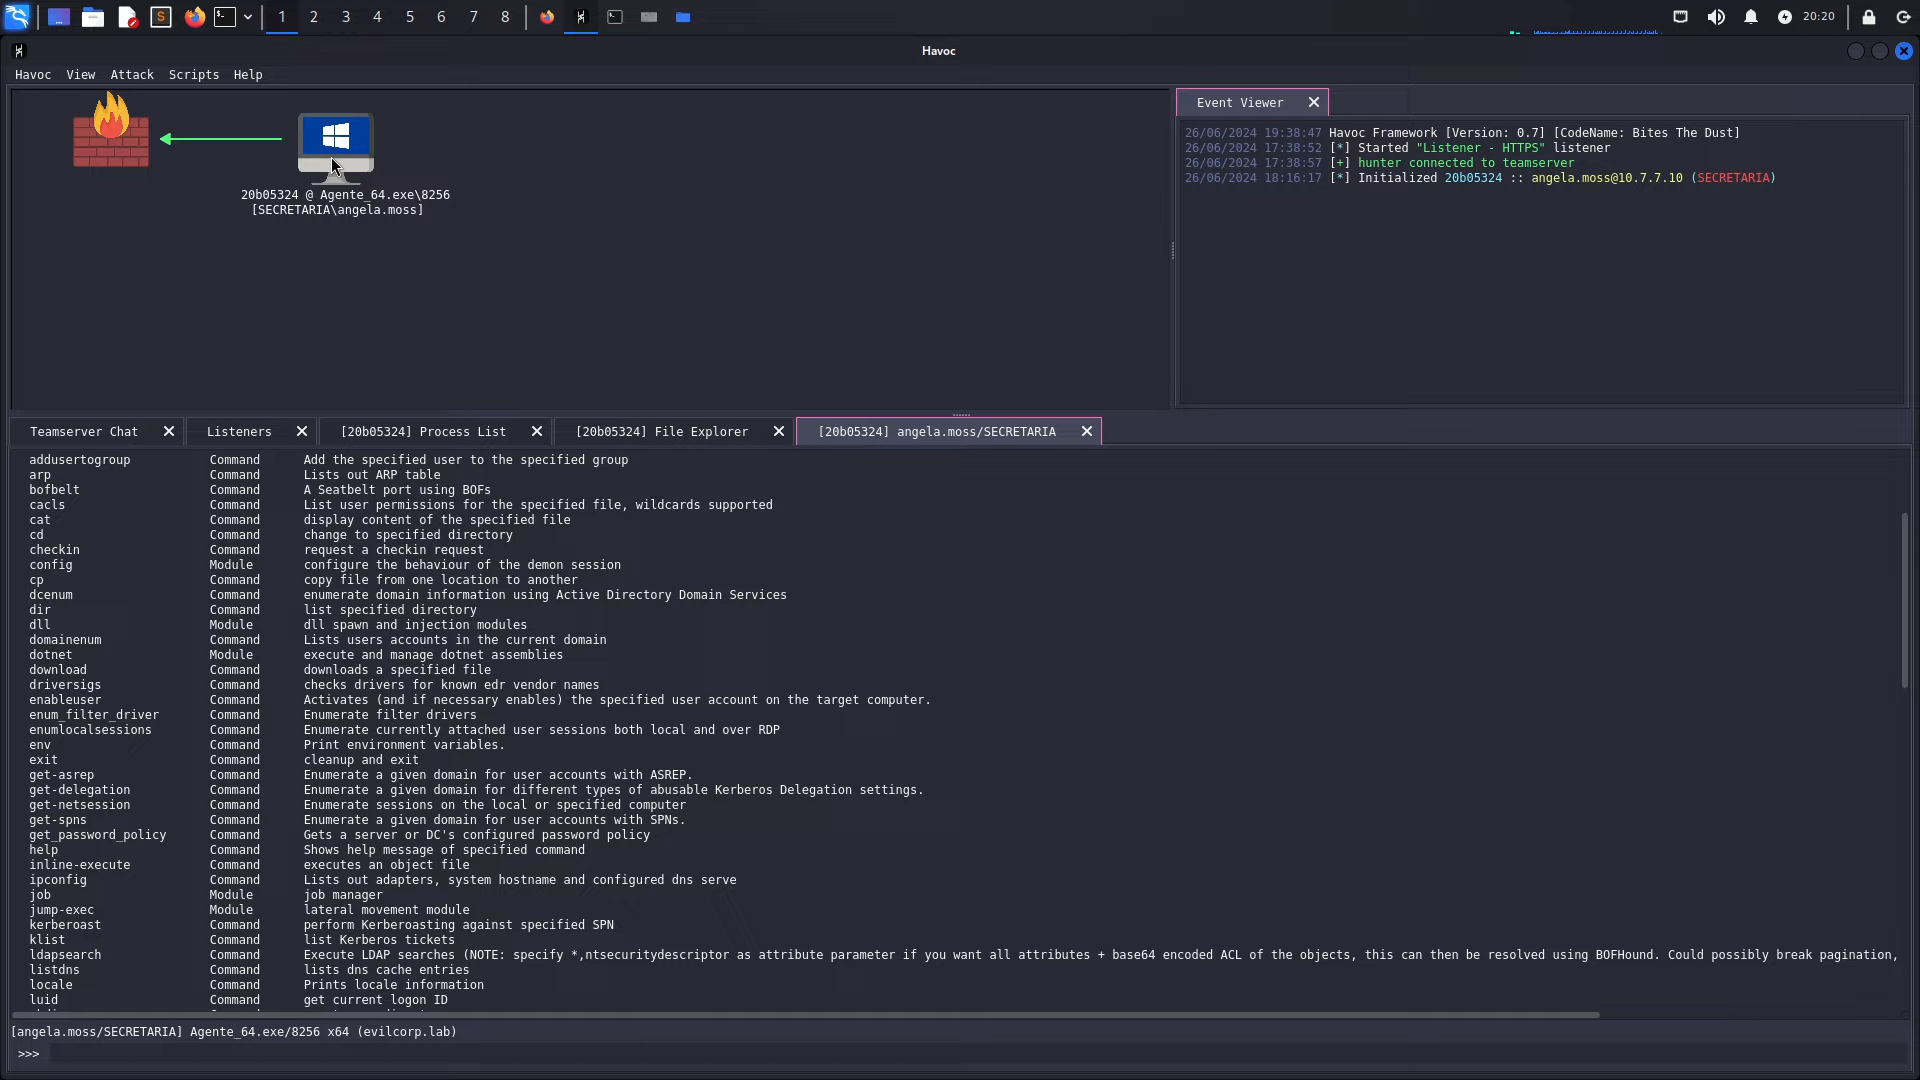 1 2 3 4 5 6 7 8 20:20
Havoc
Havoc View Attack Scripts Help
20b05324 @ Agente_64.exe\8256
[SECRETARIA\angela.moss]
Event Viewer
26/06/2024 19:38:47 Havoc Framework [Version: 0.7] [CodeName: Bites The Dust]
26/06/2024 17:38:52 [*] Started "Listener - HTTPS" listener
26/06/2024 17:38:57 [+] hunter connected to teamserver
26/06/2024 18:16:17 [*] Initialized 20b05324 :: angela.moss@10.7.7.10 (SECRETARIA)
Teamserver Chat Listeners [20b05324] Process List [20b05324] File Explorer [20b05324] angela.moss/SECRETARIA
addusertogroup Command Add the specified user to the specified group
arp Command Lists out ARP table
bofbelt Command A Seatbelt port using BOFs
cacls Command List user permissions for the specified file, wildcards supported
cat Command display content of the specified file
cd Command change to specified directory
checkin Command request a checkin request
config Module configure the behaviour of the demon session
cp Command copy file from one location to another
dcenum Command enumerate domain information using Active Directory Domain Services
dir Command list specified directory
dll Module dll spawn and injection modules
domainenum Command Lists users accounts in the current domain
dotnet Module execute and manage dotnet assemblies
download Command downloads a specified file
driversigs Command checks drivers for known edr vendor names
enableuser Command Activates (and if necessary enables) the specified user account on the target computer.
enum_filter_driver Command Enumerate filter drivers
enumlocalsessions Command Enumerate currently attached user sessions both local and over RDP
env Command Print environment variables.
exit Command cleanup and exit
get-asrep Command Enumerate a given domain for user accounts with ASREP.
get-delegation Command Enumerate a given domain for different types of abusable Kerberos Delegation settings.
get-netsession Command Enumerate sessions on the local or specified computer
get-spns Command Enumerate a given domain for user accounts with SPNs.
get_password_policy Command Gets a server or DC's configured password policy
help Command Shows help message of specified command
inline-execute Command executes an object file
ipconfig Command Lists out adapters, system hostname and configured dns serve
job Module job manager
jump-exec Module lateral movement module
kerberoast Command perform Kerberoasting against specified SPN
klist Command list Kerberos tickets
ldapsearch Command Execute LDAP searches (NOTE: specify *,ntsecuritydescriptor as attribute parameter if you want all attributes + base64 encoded ACL of the objects, this can then be resolved using BOFHound. Could possibly break pagination,
listdns Command lists dns cache entries
locale Command Prints locale information
luid Command get current logon ID
[angela.moss/SECRETARIA] Agente_64.exe/8256 x64 (evilcorp.lab)
>>>